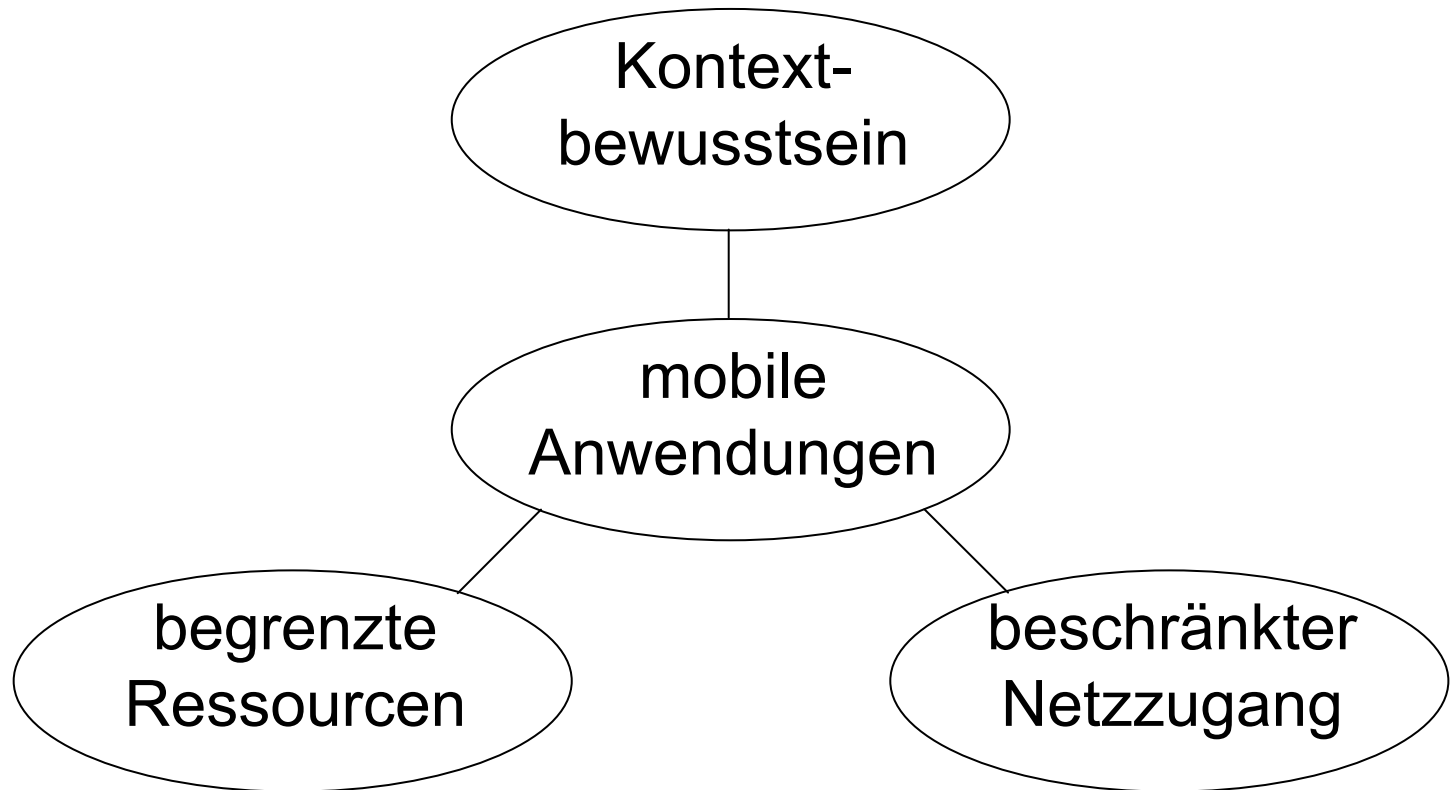 Kontext-
bewusstsein
mobile
Anwendungen
begrenzte
Ressourcen
beschränkter
Netzzugang